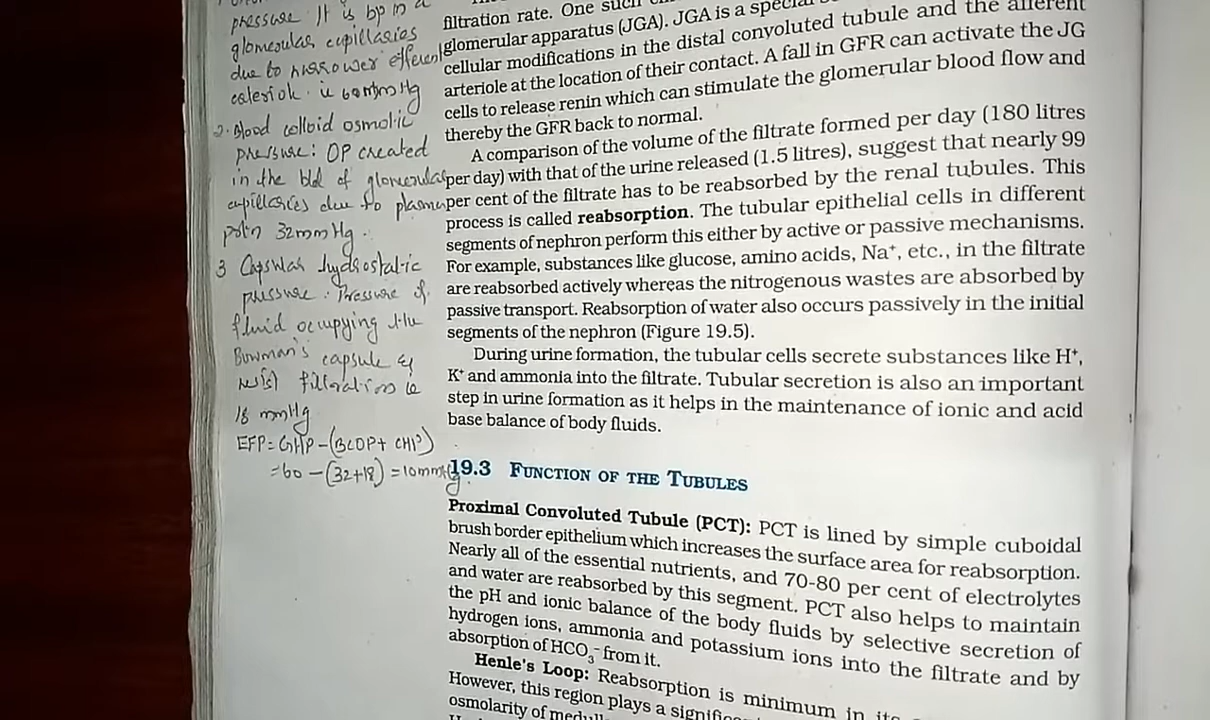 pressure It is bp in a
glomerular capillaries
due to narrower efferent
is 60mmHg
2. Blood colloid osmotic
pressure: OP created
in the bld of glomerular
capillaries due to plasma
protn 32mmHg.
3 Capsular hydrostatic
pressure. Pressure of
fluid occupying the
Bowman's capsule &
filtration is
18 mmHg
EFP=GHP-(BCOP+ CHP)
=60-(32+18)=10mmHg.
filtration rate. One such
glomerular apparatus (JGA). JGA is a special
cellular modifications in the distal convoluted tubule and the afferent
arteriole at the location of their contact. A fall in GFR can activate the JG
cells to release renin which can stimulate the glomerular blood flow and
thereby the GFR back to normal.
A comparison of the volume of the filtrate formed per day (180 litres
per day) with that of the urine released (1.5 litres), suggest that nearly 99
per cent of the filtrate has to be reabsorbed by the renal tubules. This
process is called reabsorption. The tubular epithelial cells in different
segments of nephron perform this either by active or passive mechanisms.
For example, substances like glucose, amino acids, Na⁺, etc., in the filtrate
are reabsorbed actively whereas the nitrogenous wastes are absorbed by
passive transport. Reabsorption of water also occurs passively in the initial
segments of the nephron (Figure 19.5).
During urine formation, the tubular cells secrete substances like H⁺,
K⁺ and ammonia into the filtrate. Tubular secretion is also an important
step in urine formation as it helps in the maintenance of ionic and acid
base balance of body fluids.
19.3 FUNCTION OF THE TUBULES
Proximal Convoluted Tubule (PCT): PCT is lined by simple cuboidal
brush border epithelium which increases the surface area for reabsorption.
Nearly all of the essential nutrients, and 70-80 per cent of electrolytes
and water are reabsorbed by this segment. PCT also helps to maintain
the pH and ionic balance of the body fluids by selective secretion of
hydrogen ions, ammonia and potassium ions into the filtrate and by
absorption of HCO₃⁻ from it.
Henle's Loop: Reabsorption is minimum in its
However, this region plays a significa
osmolarity of medull